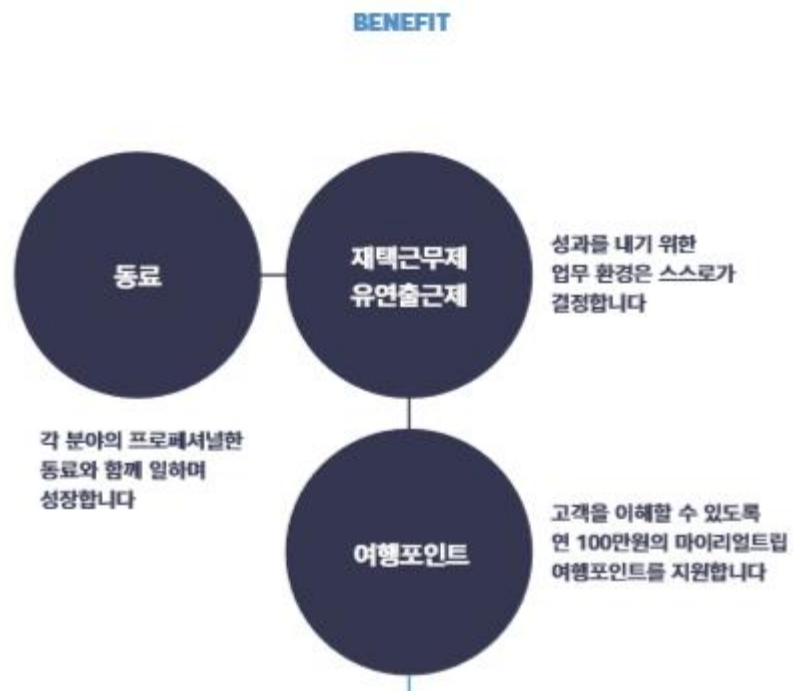 BENEFIT
동료
재택근무제
유연출근제
성과를 내기 위한
업무 환경은 스스로가
결정합니다
각 분야의 프로페셔널한
동료와 함께 일하며
성장합니다
여행포인트
고객을 이해할 수 있도록
연 100만원의 마이리얼트립
여행포인트를 지원합니다